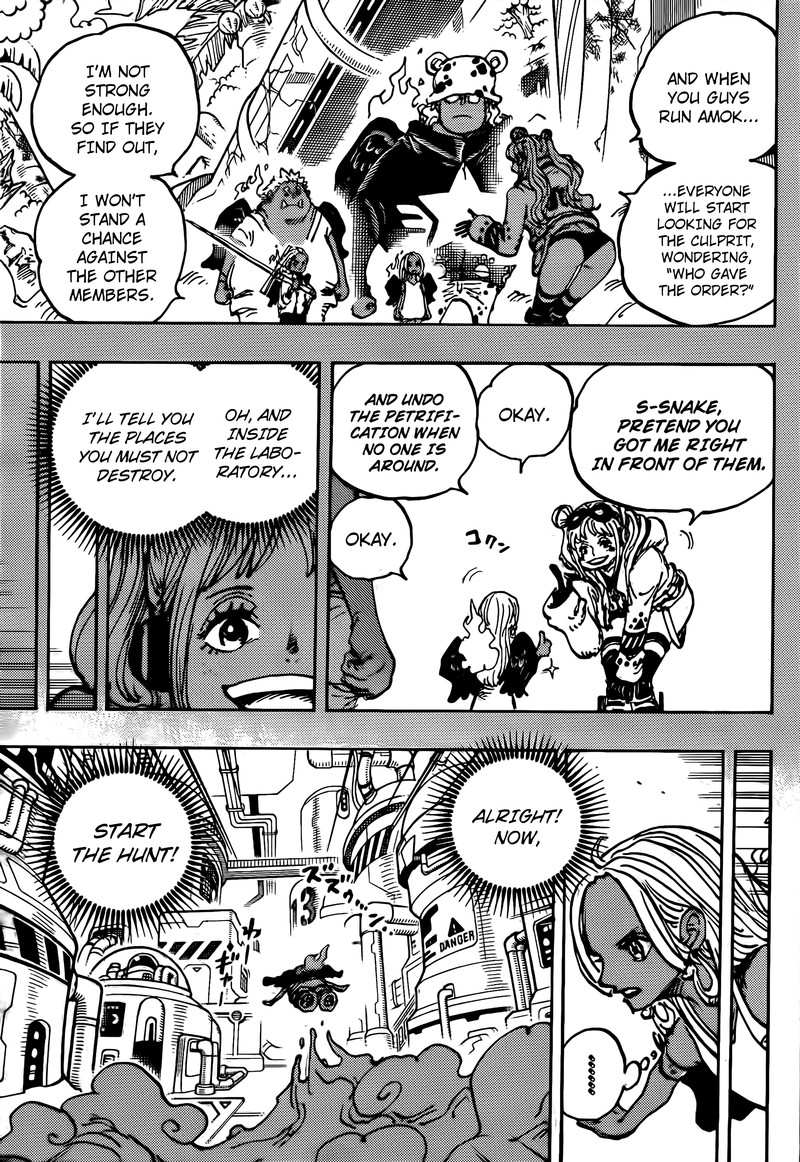 AND WHEN
YOU GUYS
RUN AMOK...
...EVERYONE
WILL START
LOOKING FOR
THE CULPRIT,
WONDERING,
"WHO GAVE
THE ORDER?"
I'M NOT
STRONG
ENOUGH.
SO IF THEY
FIND OUT,
I WON'T
STAND A
CHANCE
AGAINST
THE OTHER
MEMBERS.
S-SNAKE,
PRETEND YOU
GOT ME RIGHT
IN FRONT OF THEM.
OKAY.
AND UNDO
THE PETRIFI-
CATION WHEN
NO ONE IS
AROUND.
OKAY.
コクン
OH, AND
INSIDE
THE LABO-
RATORY...
I'LL TELL YOU
THE PLACES
YOU MUST NOT
DESTROY.
.......
ALRIGHT!
NOW,
START
THE HUNT!
DANGER
3